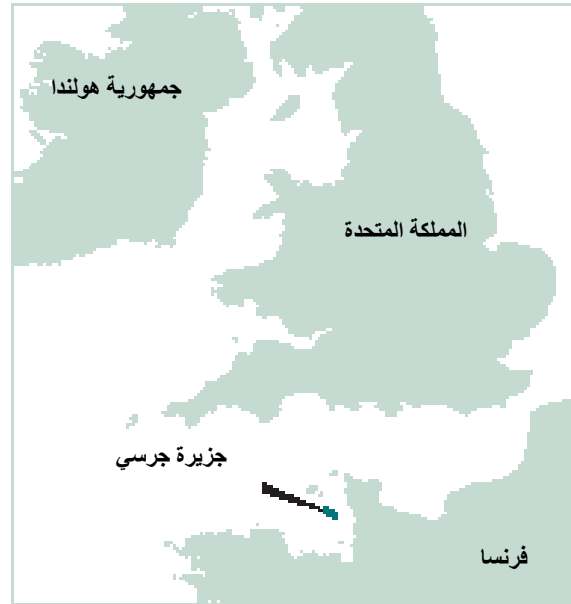 جمهورية هولندا
المملكة المتحدة
جزيرة جرسي
فرنسا